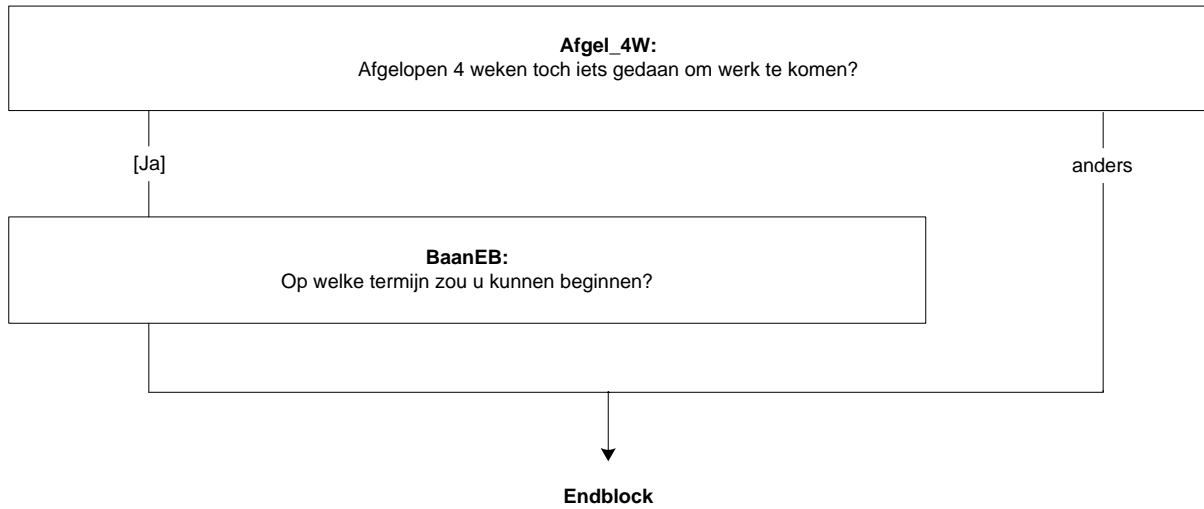 Afgel_4W:
Afgelopen 4 weken toch iets gedaan om werk te komen?
[Ja]
anders
BaanEB:
Op welke termijn zou u kunnen beginnen?
Endblock